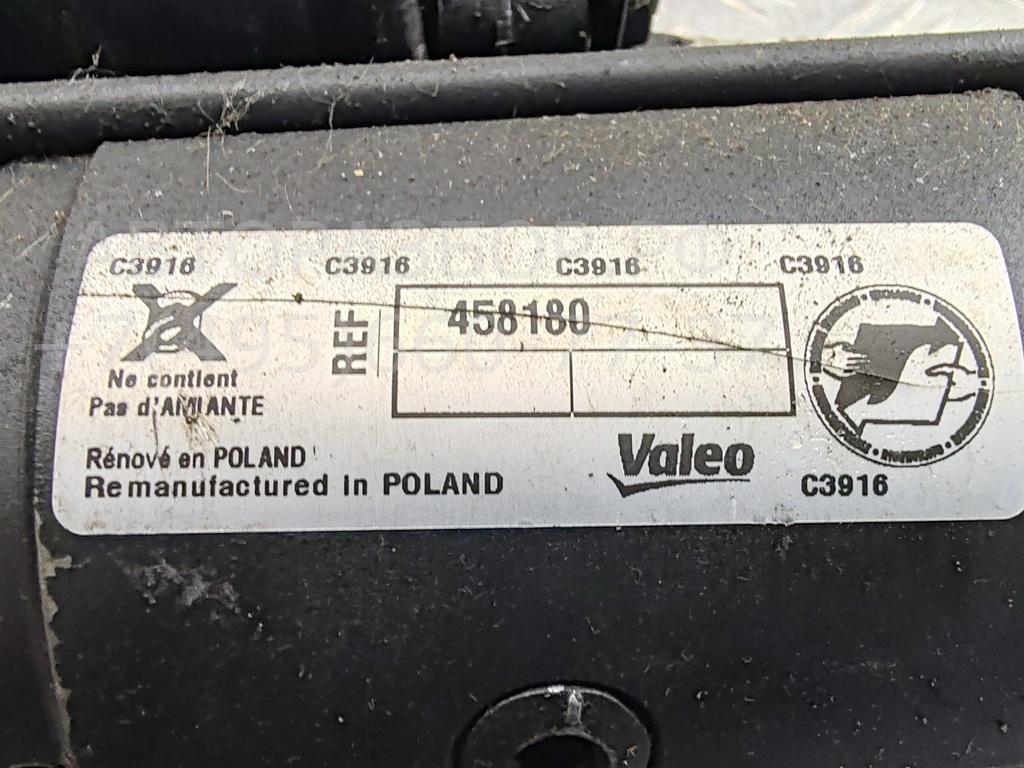 C3916 C3916 C3916 C3916
REF
458180
Ne contient
Pas d'AMIANTE
Rénové en POLAND
Remanufactured in POLAND
Valeo
C3916